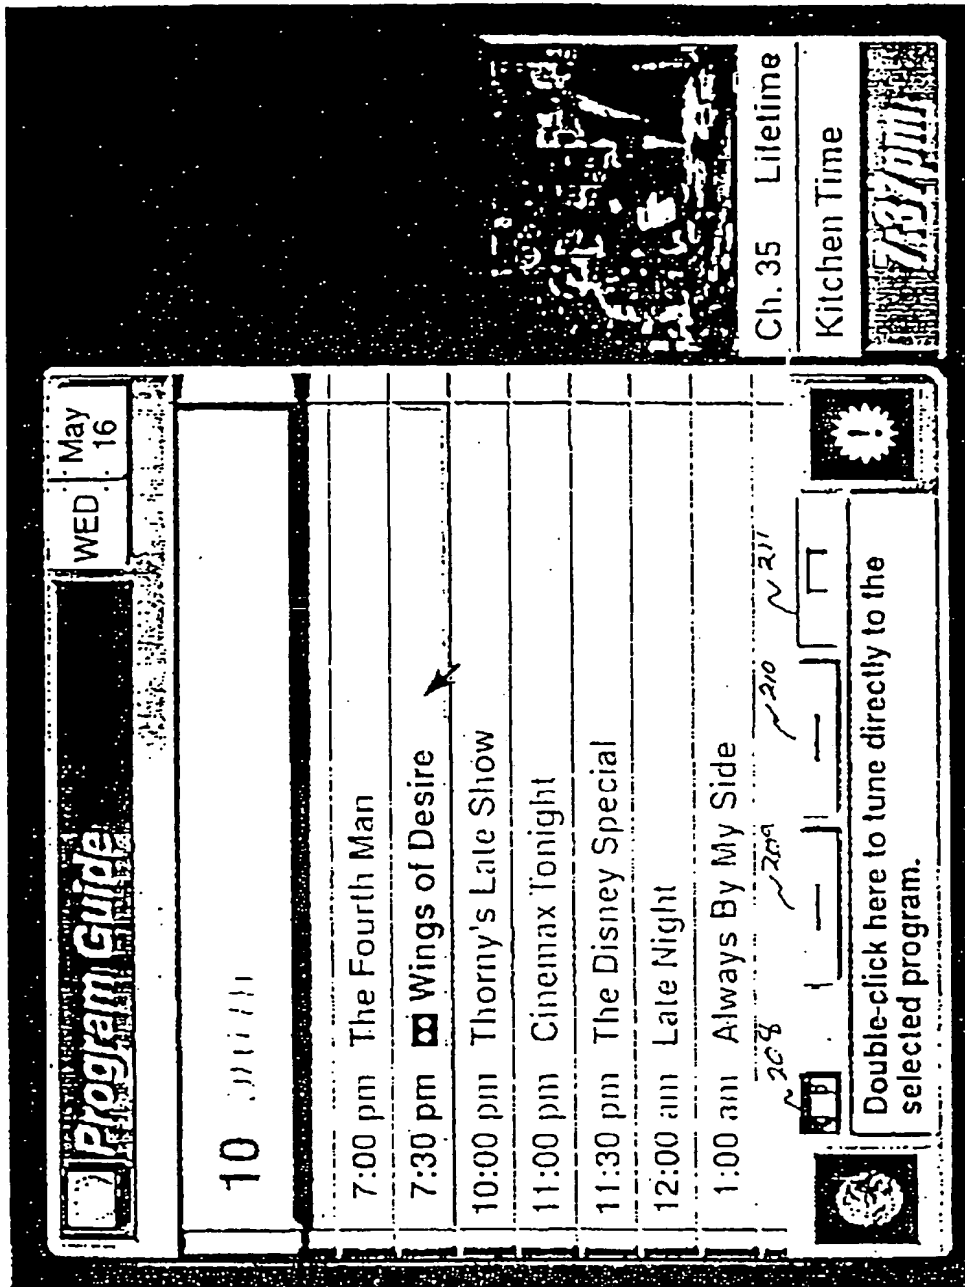 Program Guide
WED May 16
10
7:00 pm The Fourth Man
7:30 pm Wings of Desire
10:00 pm Thorny's Late Show
11:00 pm Cinemax Tonight
11:30 pm The Disney Special
12:00 am Late Night
1:00 am Always By My Side
208 209 210 211
!
Double-click here to tune directly to the
selected program.
Ch. 35 Lifetime
Kitchen Time
7:37pm